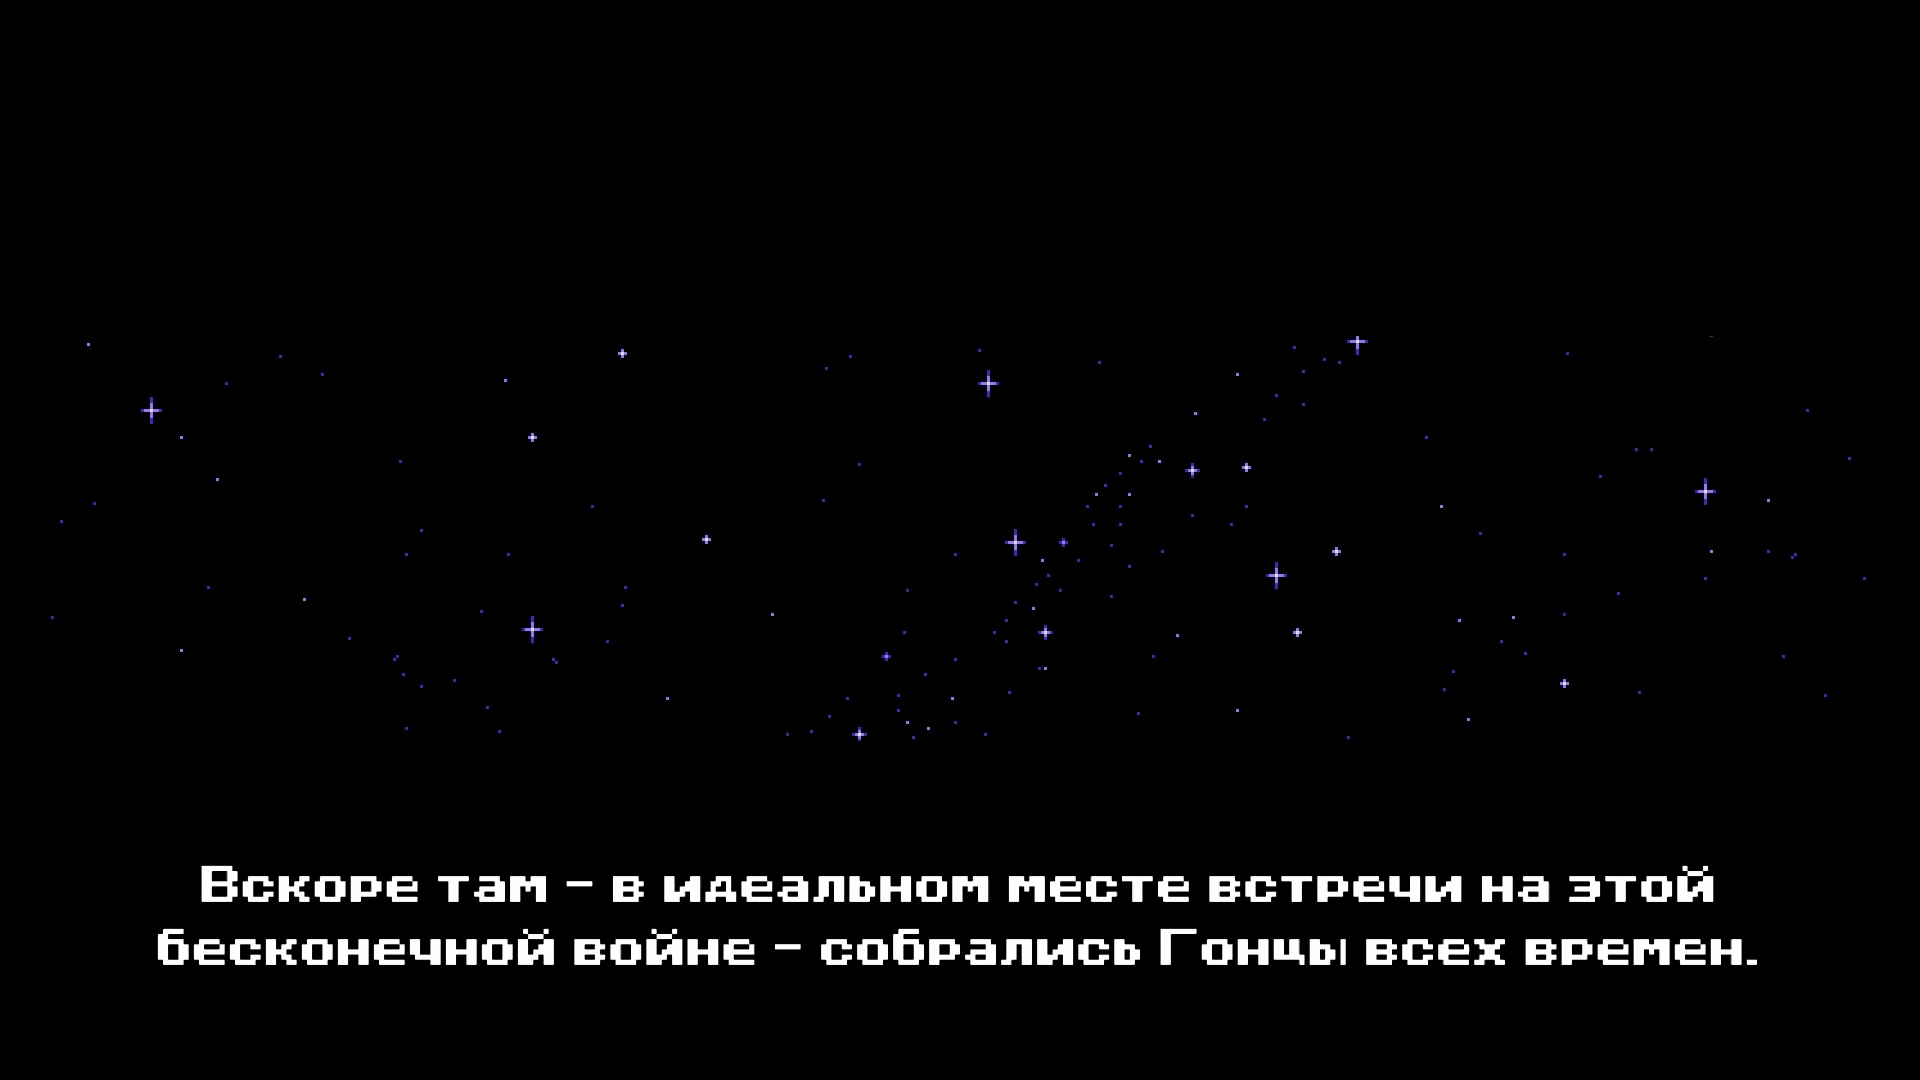 Вскоре там – в идеальном месте встречи на этой
бесконечной войне – собрались Гонцы всех времен.